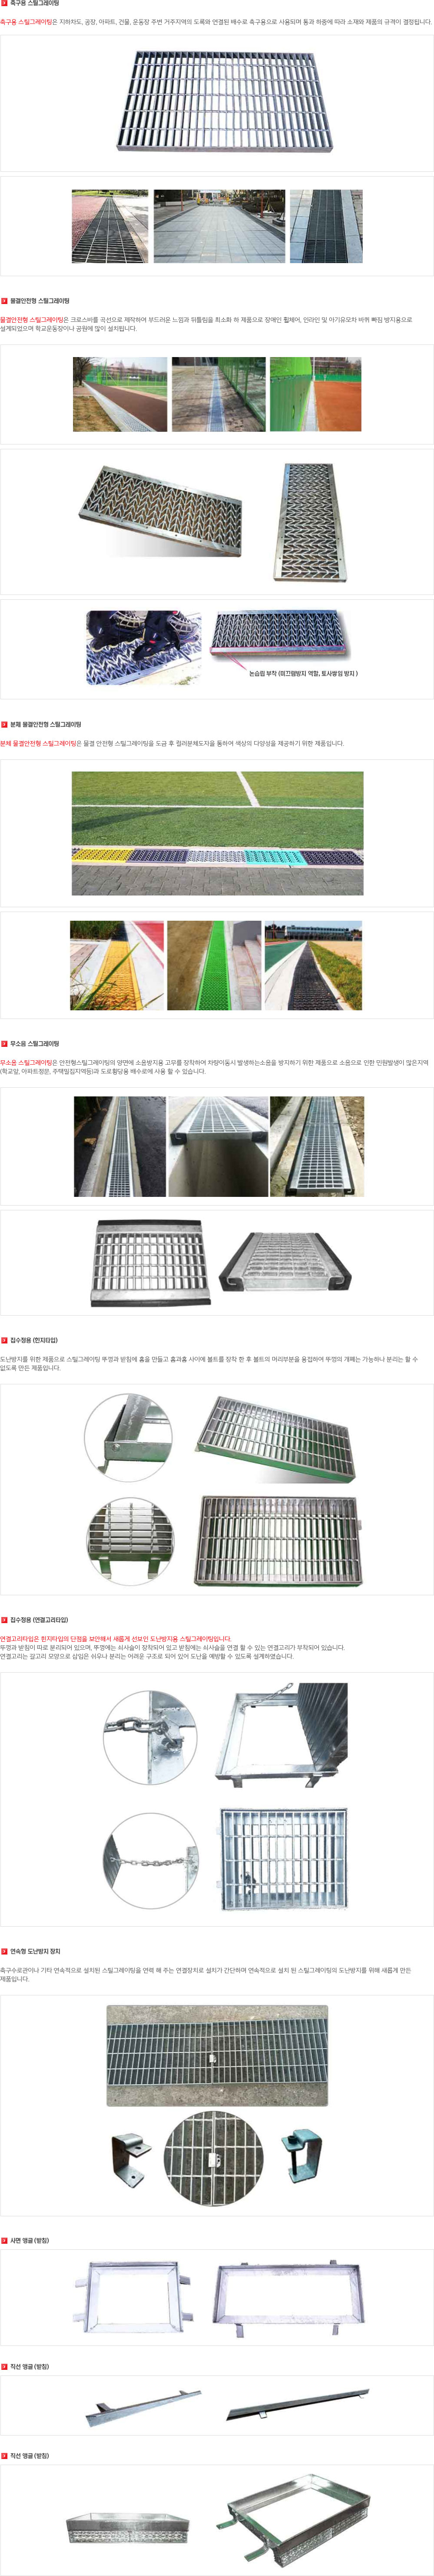 측구용 스틸그레이팅
측구용 스틸그레이팅은 지하차도, 공장, 아파트, 건물, 운동장 주변 거주지역의 도록와 연결된 배수로 측구용으로 사용되며 통과 하중에 따라 소재와 제품의 규격이 결정됩니다.
물결안전형 스틸그레이팅
물결안전형 스틸그레이팅은 크로스바를 곡선으로 제작하여 부드러운 느낌과 뒤틀림을 최소화 하 제품으로 장애인 휠체어, 인라인 및 아기유모차 바퀴 빠짐 방지용으로
설계되었으며 학교운동장이나 공원에 많이 설치됩니다.
논슬립 부착 (미끄럼방지 역할, 토사쌓임 방지 )
분체 물결안전형 스틸그레이팅
분체 물결안전형 스틸그레이팅은 물결 안전형 스틸그레이팅을 도금 후 컬러분체도자을 통하여 색상의 다양성을 제공하기 위한 제품입니다.
무소음 스틸그레이팅
무소음 스틸그레이팅은 안전형스틸그레이팅의 양면에 소음방지용 고무를 장착하여 차량이동시 발생하는소음을 방지하기 위한 제품으로 소음으로 인한 민원발생이 많은지역
(학교앞, 아파트정문, 주택밀집지역등)과 도로횡당용 배수로에 사용 할 수 있습니다.
집수정용 (힌지타입)
도난방지를 위한 제품으로 스틸그레이팅 뚜껑과 받침에 홈을 만들고 홈과홈 사이에 볼트를 장착 한 후 볼트의 머리부분을 용접하여 뚜껑의 개폐는 가능하나 분리는 할 수
없도록 만든 제품입니다.
집수정용 (연결고리타입)
연결고리타입은 힌지타입의 단점을 보안해서 새롭게 선보인 도난방지용 스틸그레이팅입니다.
뚜껑과 받침이 따로 분리되어 있으며, 뚜껑에는 쇠사슬이 장착되어 있고 받침에는 쇠사슬을 연결 할 수 있는 연결고리가 부착되어 있습니다.
연결고리는 갈고리 모양으로 삽입은 쉬우나 분리는 어려운 구조로 되어 있어 도난을 예방할 수 있도록 설계하였습니다.
연속형 도난방지 장치
측구수로관이나 기타 연속적으로 설치된 스틸그레이팅을 연력 해 주는 연결장치로 설치가 간단하며 연속적으로 설치 된 스틸그레이팅의 도난방지를 위해 새롭게 만든
제품입니다.
사면 앵글 (받침)
직선 앵글 (받침)
직선 앵글 (받침)